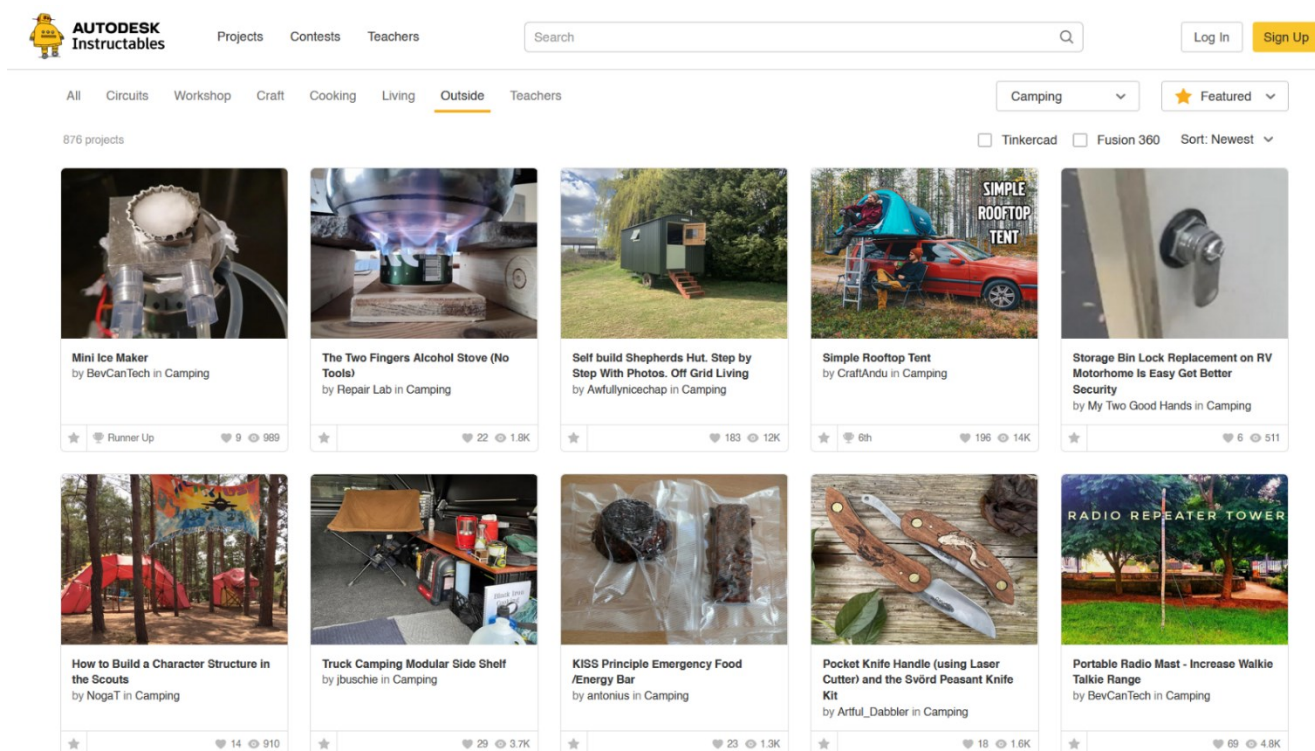 AUTODESK
Instructables
Projects Contests Teachers
Search
Log In
Sign Up
All Circuits Workshop Craft Cooking Living Outside Teachers
Camping
Featured
876 projects
Tinkercad Fusion 360 Sort: Newest
SIMPLE
ROOFTOP
TENT
Mini Ice Maker
by BevCanTech in Camping
Runner Up 9 989
The Two Fingers Alcohol Stove (No
Tools)
by Repair Lab in Camping
22 1.8K
Self build Shepherds Hut. Step by
Step With Photos. Off Grid Living
by Awfullynicechap in Camping
183 12K
Simple Rooftop Tent
by CraftAndu in Camping
6th 196 14K
Storage Bin Lock Replacement on RV
Motorhome Is Easy Get Better
Security
by My Two Good Hands in Camping
6 511
RADIO REPEATER TOWER
How to Build a Character Structure in
the Scouts
by NogaT in Camping
14 910
Truck Camping Modular Side Shelf
by jbuschie in Camping
29 3.7K
KISS Principle Emergency Food
/Energy Bar
by antonius in Camping
23 1.3K
Pocket Knife Handle (using Laser
Cutter) and the Svörd Peasant Knife
Kit
by Artful_Dabbler in Camping
18 1.6K
Portable Radio Mast - Increase Walkie
Talkie Range
by BevCanTech in Camping
69 4.8K